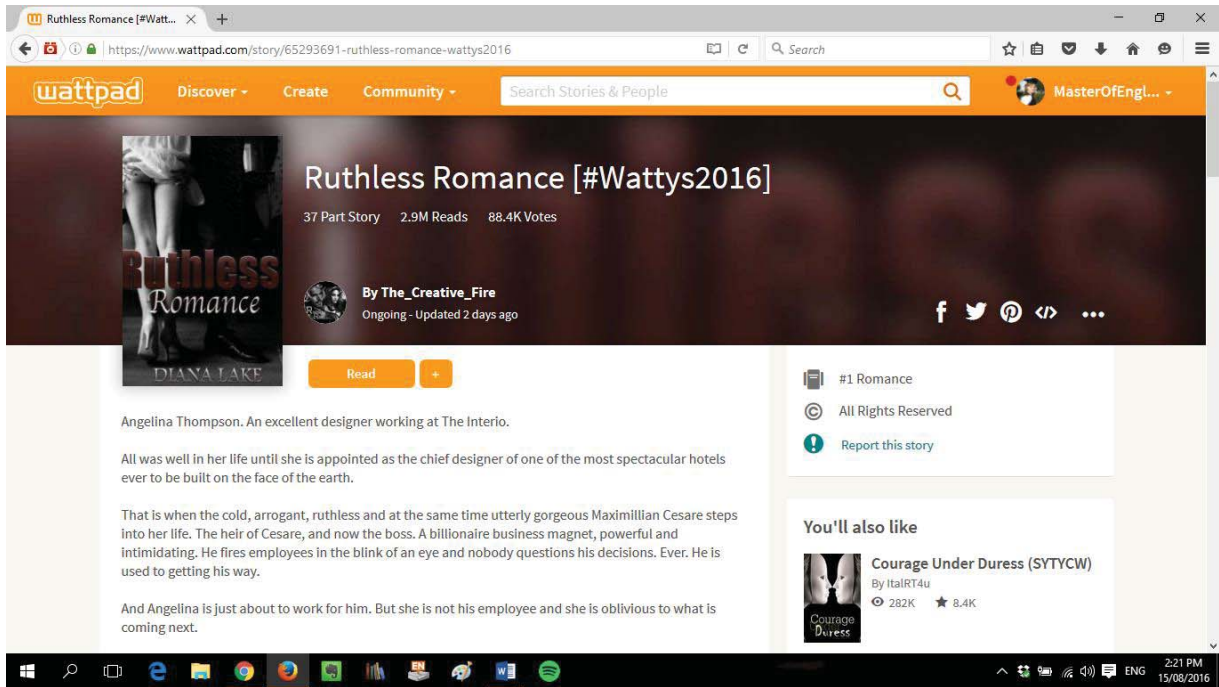 Ruthless Romance [#Watt...
https://www.wattpad.com/story/65293691-ruthless-romance-wattys2016
Search
wattpad
Discover
Create
Community
Search Stories & People
MasterOfEngl...
Ruthless Romance [#Wattys2016]
37 Part Story 2.9M Reads 88.4K Votes
Ruthless
Romance
DIANA LAKE
By The_Creative_Fire
Ongoing - Updated 2 days ago
Read
+
#1 Romance
All Rights Reserved
Report this story
Angelina Thompson. An excellent designer working at The Interio.
All was well in her life until she is appointed as the chief designer of one of the most spectacular hotels
ever to be built on the face of the earth.
That is when the cold, arrogant, ruthless and at the same time utterly gorgeous Maximillian Cesare steps
into her life. The heir of Cesare, and now the boss. A billionaire business magnet, powerful and
intimidating. He fires employees in the blink of an eye and nobody questions his decisions. Ever. He is
used to getting his way.
And Angelina is just about to work for him. But she is not his employee and she is oblivious to what is
coming next.
You'll also like
Courage
Duress
Courage Under Duress (SYTYCW)
By ItalRT4u
282K 8.4K
EN
ENG
2:21 PM
15/08/2016